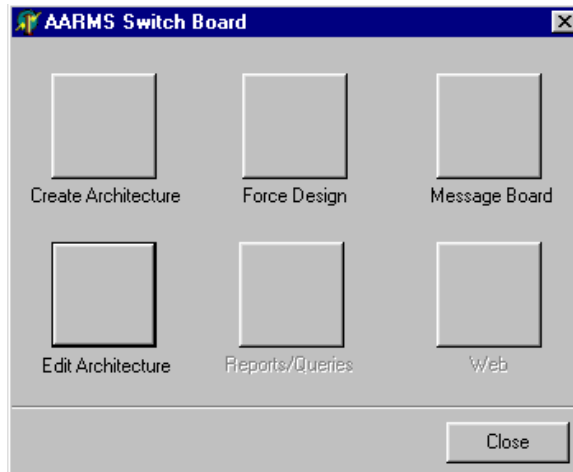 AARMS Switch Board
Create Architecture Force Design Message Board
Edit Architecture Reports/Queries Web
Close